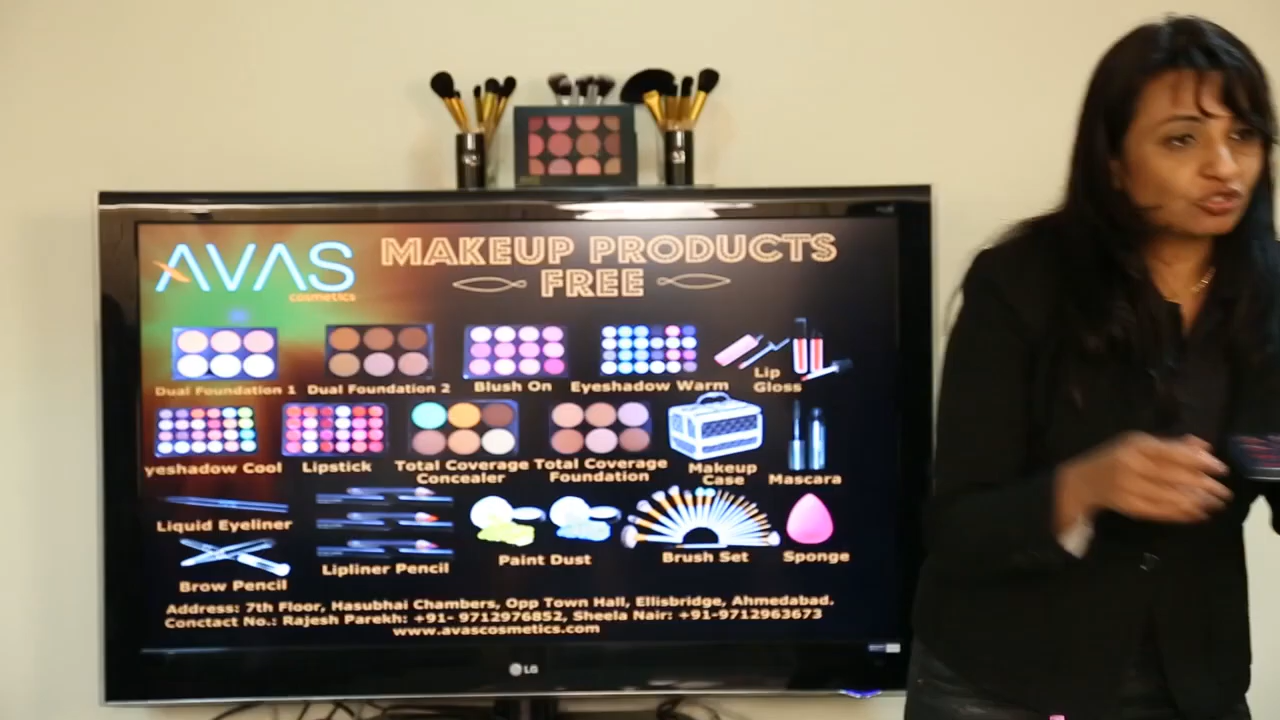 AVAS
cosmetics
MAKEUP PRODUCTS
FREE
Dual Foundation 1
Dual Foundation 2
Blush On
Eyeshadow Warm
Lip
Gloss
yeshadow Cool
Lipstick
Total Coverage
Concealer
Total Coverage
Foundation
Makeup
Case
Mascara
Liquid Eyeliner
Brow Pencil
Lipliner Pencil
Paint Dust
Brush Set
Sponge
Address: 7th Floor, Hasubhai Chambers, Opp Town Hall, Ellisbridge, Ahmedabad.
Conctact No.: Rajesh Parekh: +91- 9712976852, Sheela Nair: +91-9712963673
www.avascosmetics.com
LG